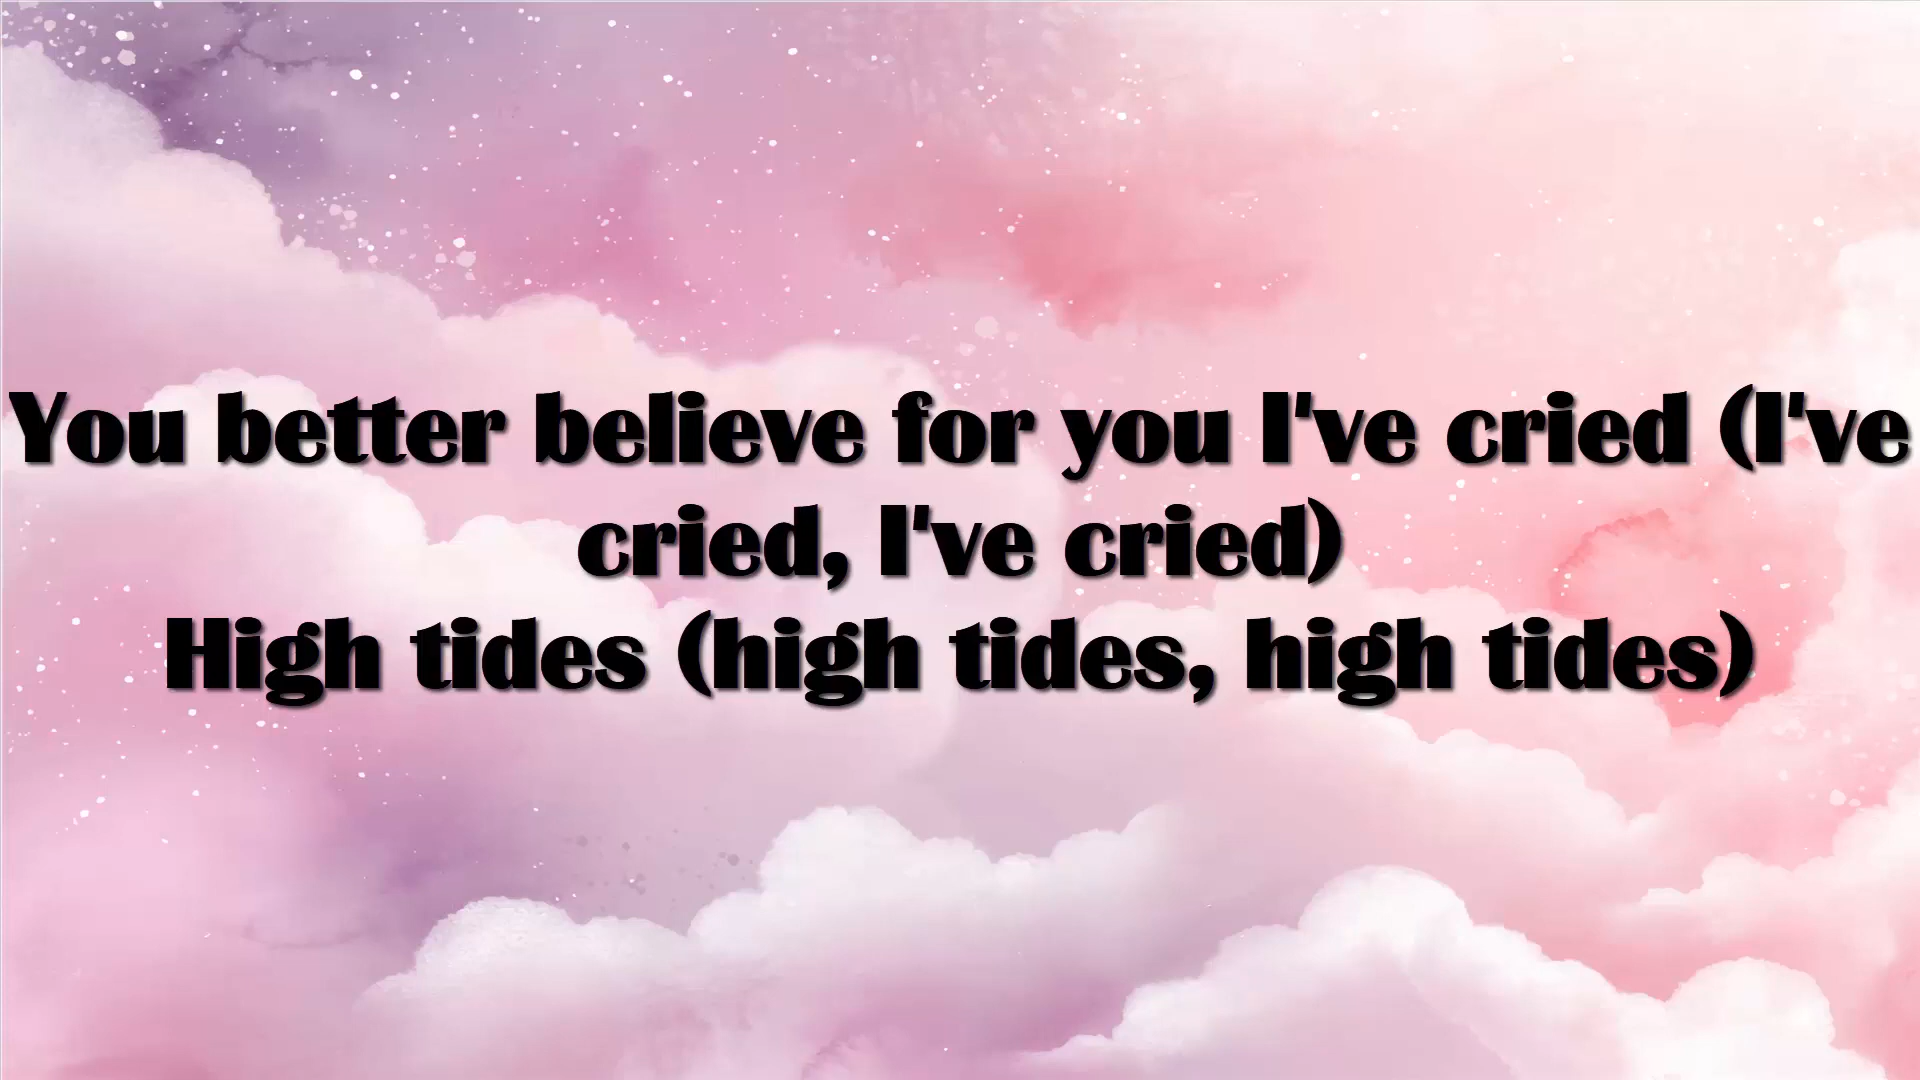 You better believe for you I've cried (I've
cried, I've cried)
High tides (high tides, high tides)